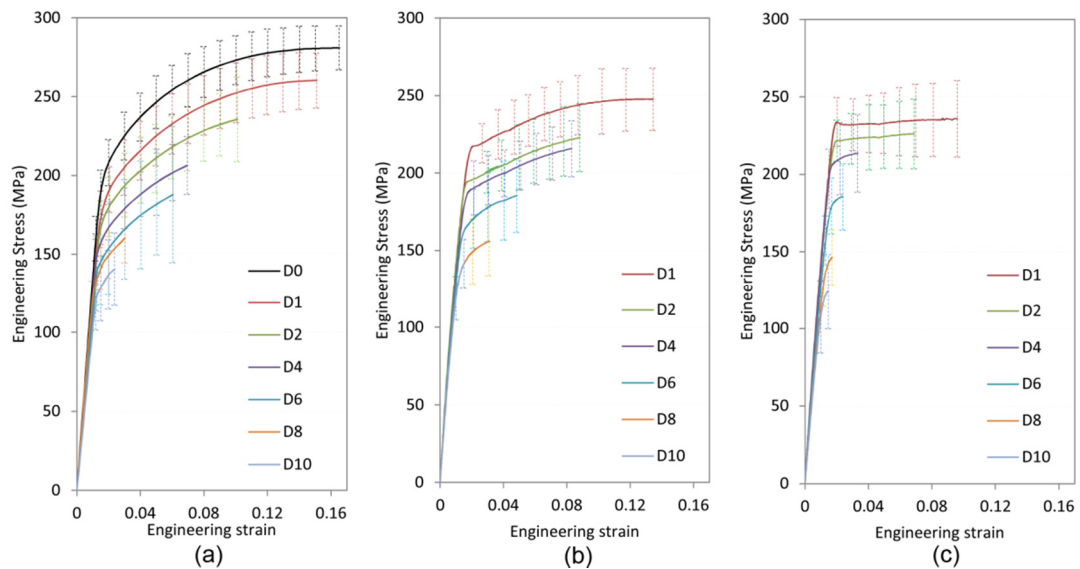 300
250
200
150
100
50
0
Engineering Stress (MPa)
D0
D1
D2
D4
D6
D8
D10
0 0.04 0.08 0.12 0.16
Engineering strain
(a)
300
250
200
150
100
50
0
Engineering Stress (MPa)
D1
D2
D4
D6
D8
D10
0 0.04 0.08 0.12 0.16
Engineering strain
(b)
300
250
200
150
100
50
0
Engineering Stress (MPa)
D1
D2
D4
D6
D8
D10
0 0.04 0.08 0.12 0.16
Engineering strain
(c)